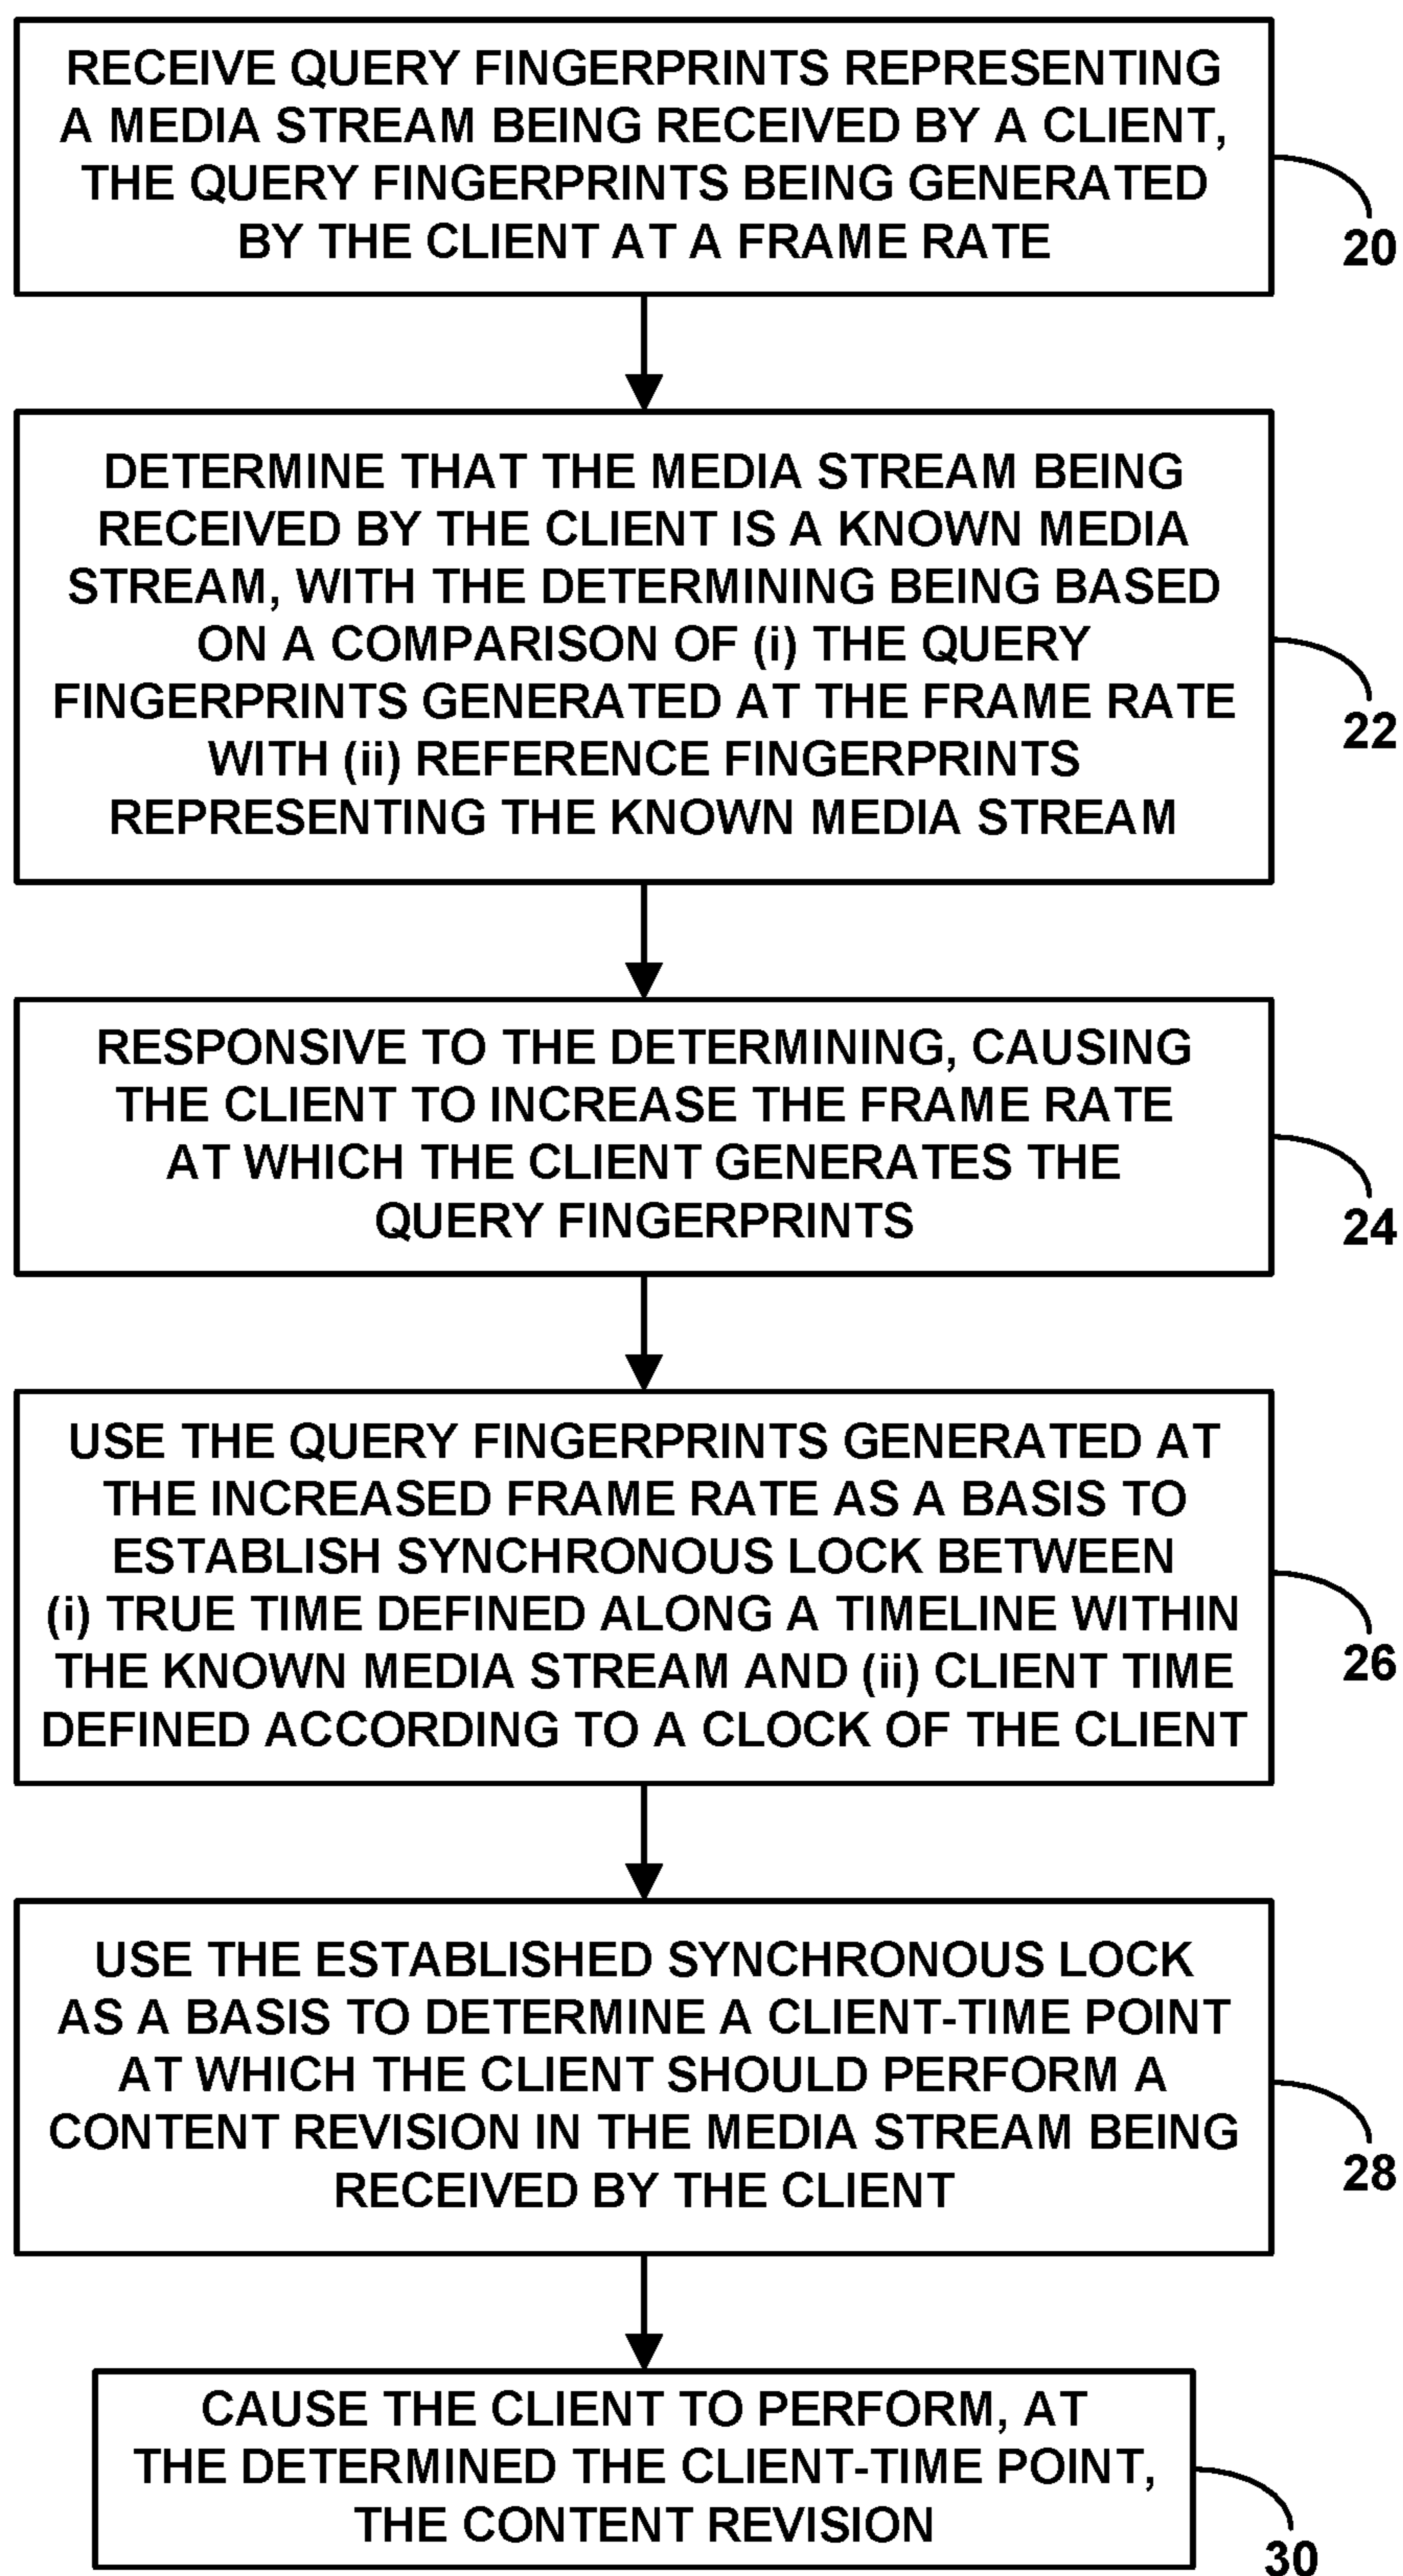 RECEIVE QUERY FINGERPRINTS REPRESENTING
A MEDIA STREAM BEING RECEIVED BY A CLIENT,
THE QUERY FINGERPRINTS BEING GENERATED
BY THE CLIENT AT A FRAME RATE
20
DETERMINE THAT THE MEDIA STREAM BEING
RECEIVED BY THE CLIENT IS A KNOWN MEDIA
STREAM, WITH THE DETERMINING BEING BASED
ON A COMPARISON OF (i) THE QUERY
FINGERPRINTS GENERATED AT THE FRAME RATE
WITH (ii) REFERENCE FINGERPRINTS
REPRESENTING THE KNOWN MEDIA STREAM
22
RESPONSIVE TO THE DETERMINING, CAUSING
THE CLIENT TO INCREASE THE FRAME RATE
AT WHICH THE CLIENT GENERATES THE
QUERY FINGERPRINTS
24
USE THE QUERY FINGERPRINTS GENERATED AT
THE INCREASED FRAME RATE AS A BASIS TO
ESTABLISH SYNCHRONOUS LOCK BETWEEN
(i) TRUE TIME DEFINED ALONG A TIMELINE WITHIN
THE KNOWN MEDIA STREAM AND (ii) CLIENT TIME
DEFINED ACCORDING TO A CLOCK OF THE CLIENT
26
USE THE ESTABLISHED SYNCHRONOUS LOCK
AS A BASIS TO DETERMINE A CLIENT-TIME POINT
AT WHICH THE CLIENT SHOULD PERFORM A
CONTENT REVISION IN THE MEDIA STREAM BEING
RECEIVED BY THE CLIENT
28
CAUSE THE CLIENT TO PERFORM, AT
THE DETERMINED THE CLIENT-TIME POINT,
THE CONTENT REVISION
30